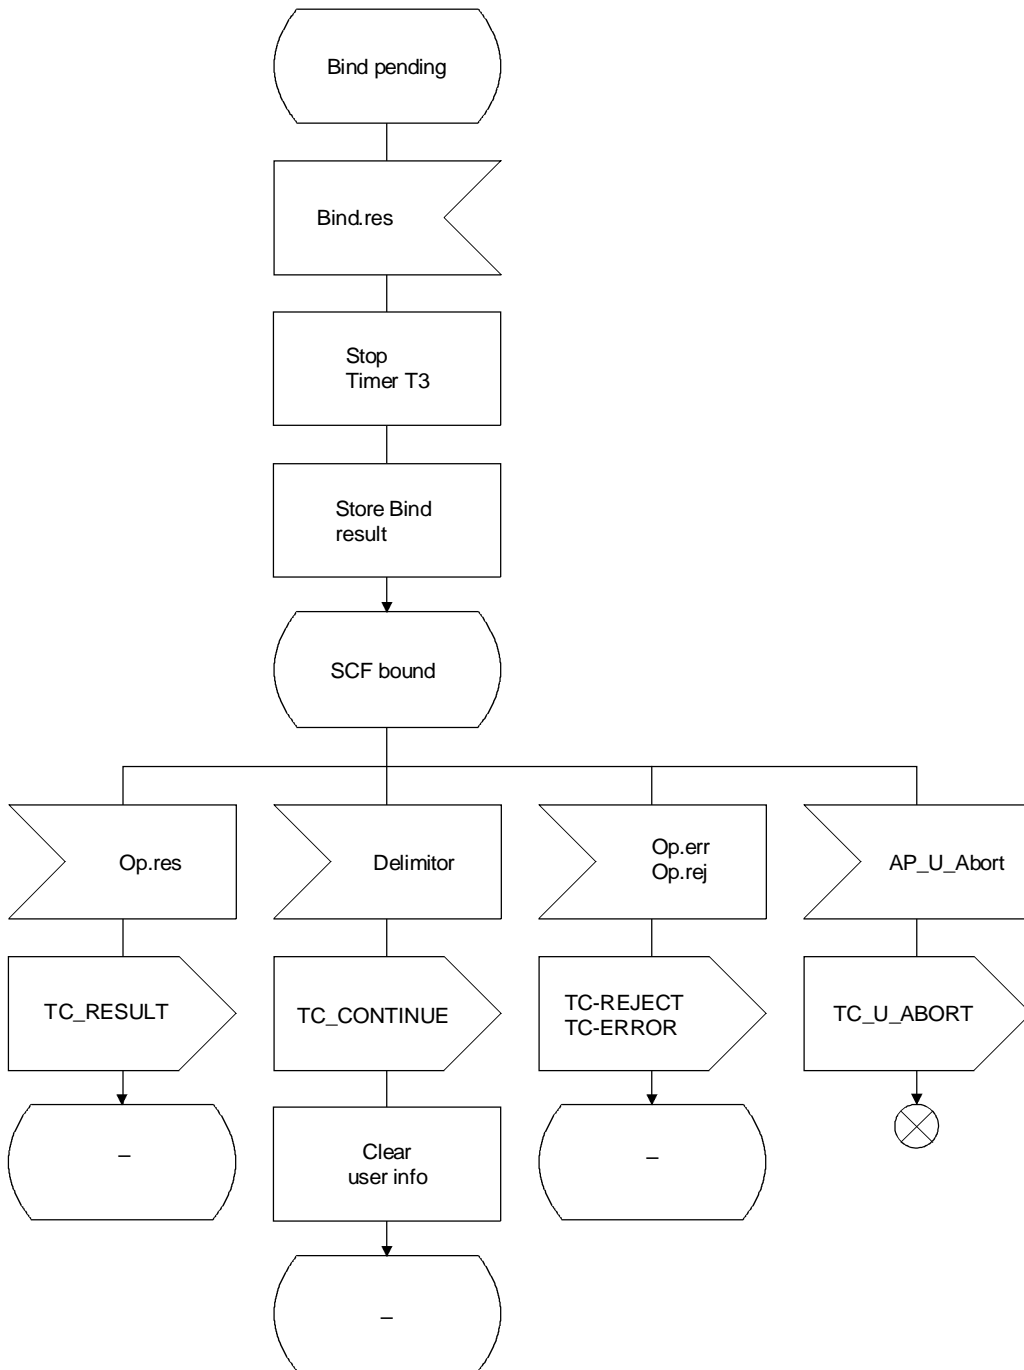 Bind pending
Bind.res
Stop
Timer T3
Store Bind
result
SCF bound
Op.res
Delimitor
Op.err
Op.rej
AP_U_Abort
TC_RESULT
TC_CONTINUE
TC-REJECT
TC-ERROR
TC_U_ABORT
–
Clear
user info
–
–